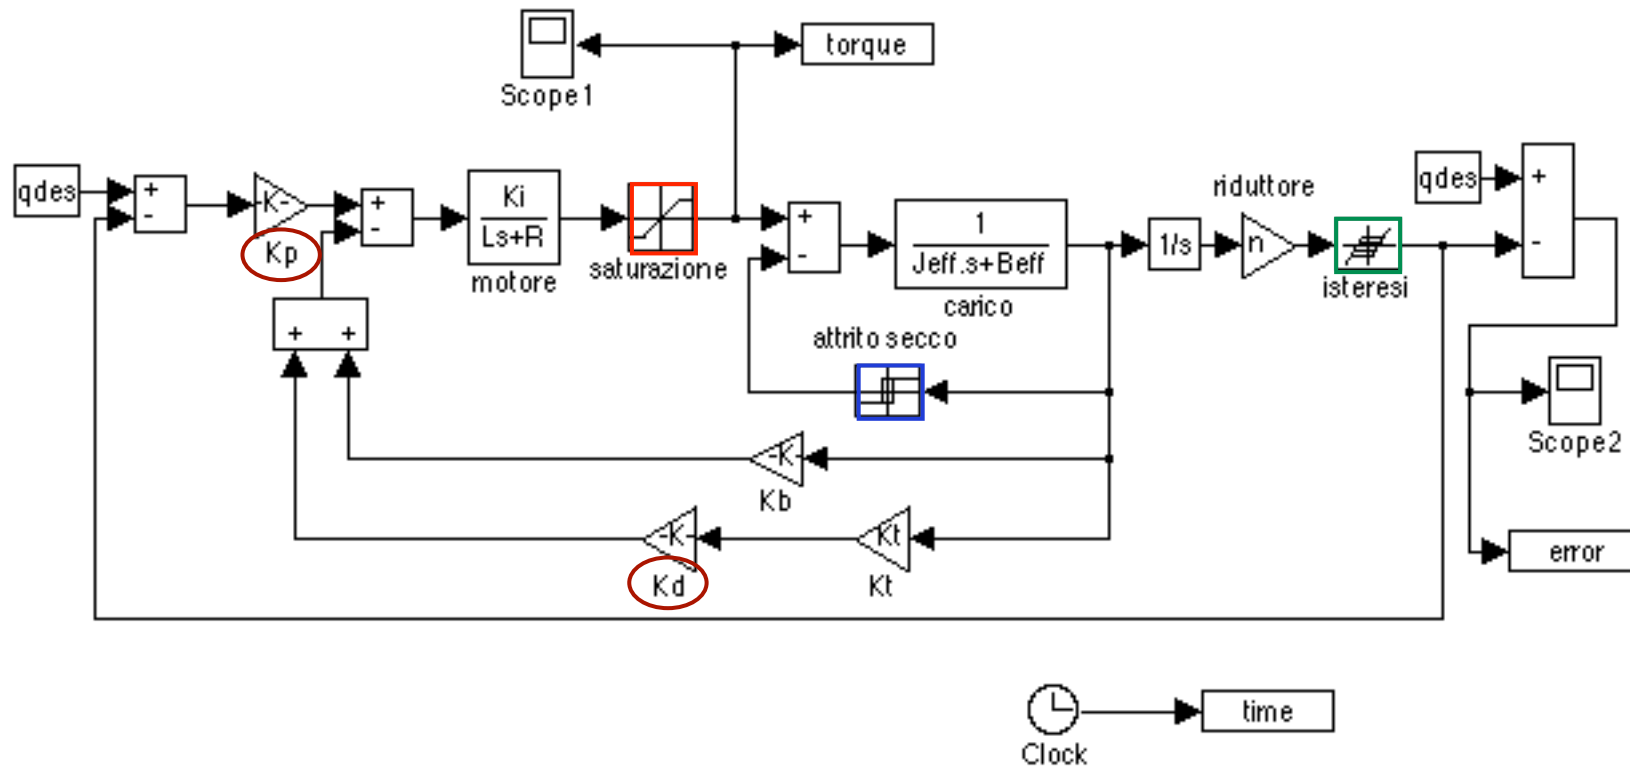 torque
Scope1
qdes
+
-
-K-
Kp
+
-
Ki
Ls+R
motore
saturazione
+
-
1
Jeff.s+Beff
carico
1/s
riduttore
n
isteresi
qdes
+
-
+ +
attrito secco
-K-
Kb
-K-
Kd
Kt
Kt
Scope2
error
time
Clock